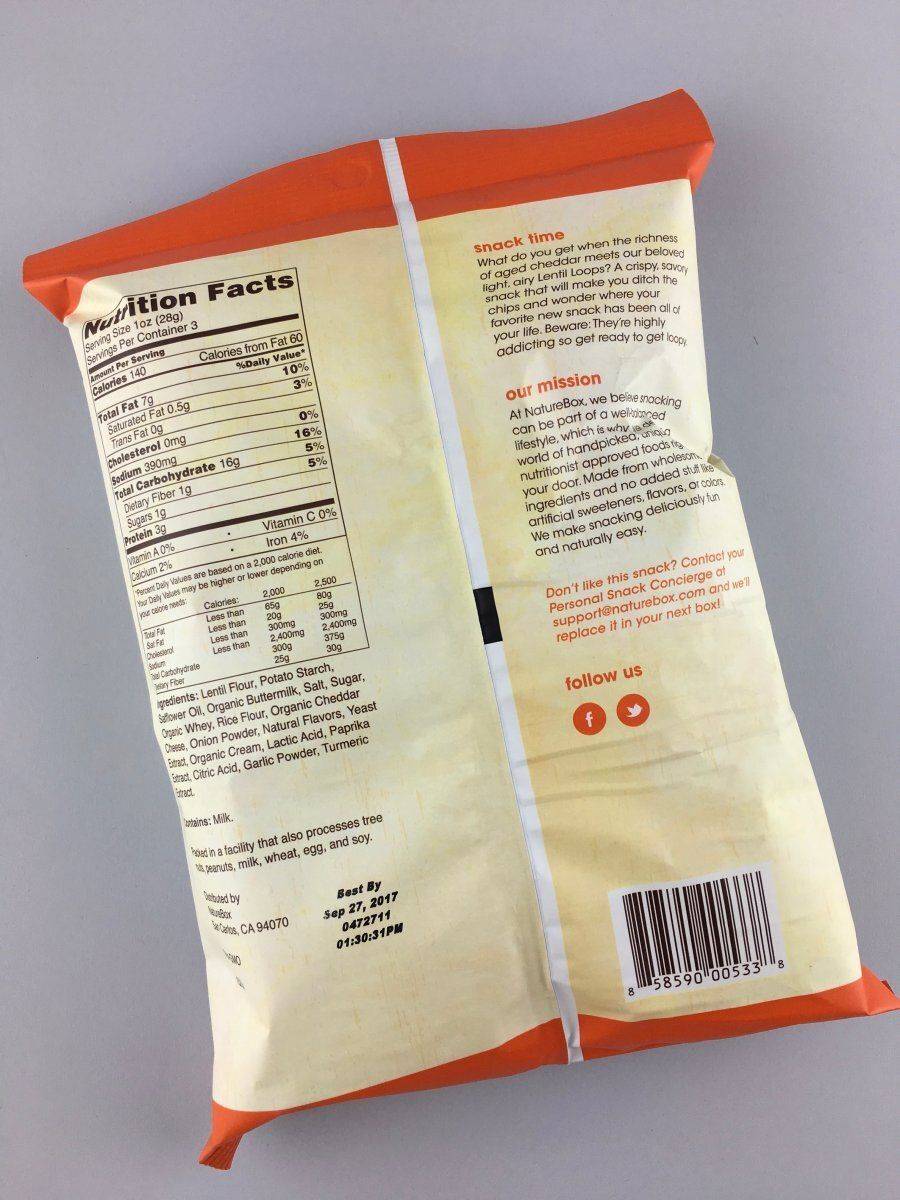 Nutrition Facts
Serving Size 1oz (28g)
Servings Per Container 3
Amount Per Serving
Calories 140 Calories from Fat 60
%Daily Value*
Total Fat 7g 10%
Saturated Fat 0.5g 3%
Trans Fat 0g
Cholesterol 0mg 0%
Sodium 390mg 16%
Total Carbohydrate 16g 5%
Dietary Fiber 1g 5%
Sugars 1g
Protein 3g
Vitamin A 0% • Vitamin C 0%
Calcium 2% • Iron 4%
*Percent Daily Values are based on a 2,000 calorie diet.
Your Daily Values may be higher or lower depending on
your calorie needs:
Calories: 2,000 2,500
Total Fat Less than 65g 80g
Sat Fat Less than 20g 25g
Cholesterol Less than 300mg 300mg
Sodium Less than 2,400mg 2,400mg
Total Carbohydrate 300g 375g
Dietary Fiber 25g 30g
Ingredients: Lentil Flour, Potato Starch,
Safflower Oil, Organic Buttermilk, Salt, Sugar,
Organic Whey, Rice Flour, Organic Cheddar
Cheese, Onion Powder, Natural Flavors, Yeast
Extract, Organic Cream, Lactic Acid, Paprika
Extract, Citric Acid, Garlic Powder, Turmeric
Extract.
Contains: Milk.
Packed in a facility that also processes tree
nuts, peanuts, milk, wheat, egg, and soy.
Distributed by
NatureBox
San Carlos, CA 94070
Best By
Sep 27, 2017
0472711
01:30:31PM
snack time
What do you get when the richness
of aged cheddar meets our beloved
light, airy Lentil Loops? A crispy, savory
snack that will make you ditch the
chips and wonder where your
favorite new snack has been all of
your life. Beware: They're highly
addicting so get ready to get loopy.
our mission
At NatureBox, we believe snacking
can be part of a well-balanced
lifestyle, which is why
world of handpicked, unique
nutritionist approved foods
your door. Made from wholesome
ingredients and no added stuff like
artificial sweeteners, flavors, or colors.
We make snacking deliciously fun
and naturally easy.
Don't like this snack? Contact your
Personal Snack Concierge at
support@naturebox.com and we'll
replace it in your next box!
follow us
f
8 58590 00533 8